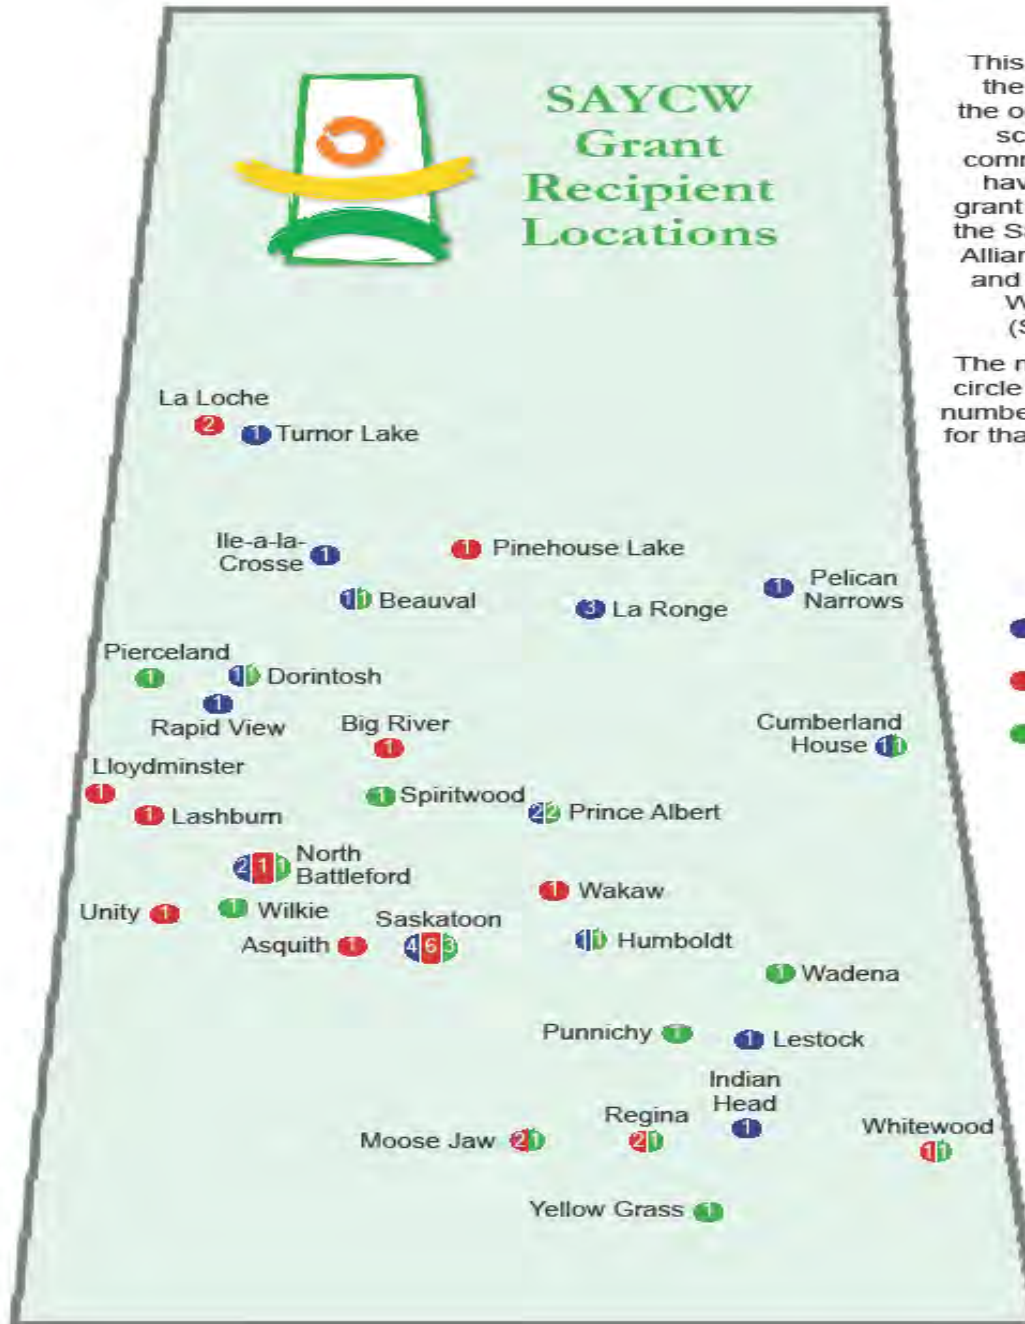 SAYCW
Grant
Recipient
Locations
This
the
the o
sc
comm
hav
grant
the Sa
Allian
and
W
(S
The n
circle
numbe
for tha
La Loche
2
1 Turnor Lake
Ile-a-la-
Crosse 1
1 Pinehouse Lake
1 1 Beauval
3 La Ronge
1 Pelican
Narrows
Pierceland
1
1 1 Dorintosh
1
Rapid View
Big River
1
Cumberland
House 1 1
Lloydminster
1
1 Lashburn
1 Spiritwood
2 2 Prince Albert
2 1 1 North
Battleford
1 Wakaw
Unity 1
1 Wilkie
Saskatoon
Asquith 1
4 6 3
1 1 Humboldt
1 Wadena
Punnichy 1
1 Lestock
Indian
Head
1
Moose Jaw 2 1
Regina
2 1
Whitewood
1 1
Yellow Grass 1